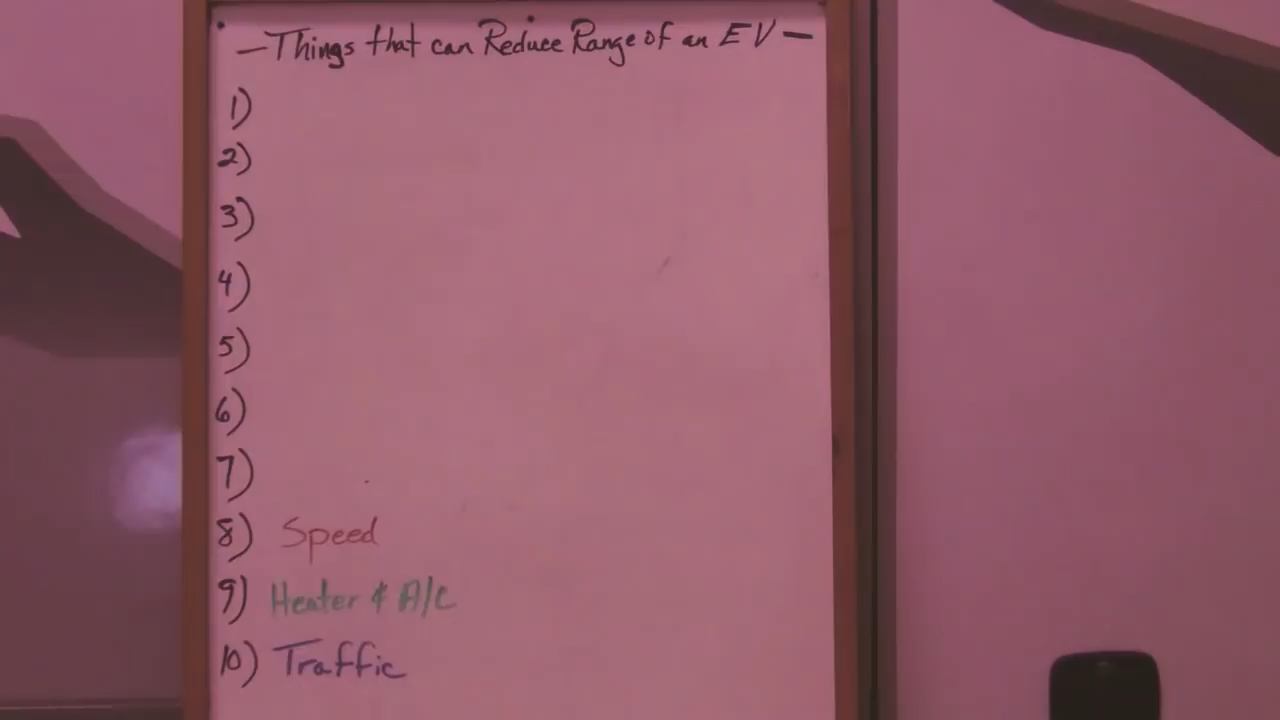 — Things that can Reduce Range of an EV —
1)
2)
3)
4)
5)
6)
7)
8) Speed
9) Heater & A/C
10) Traffic